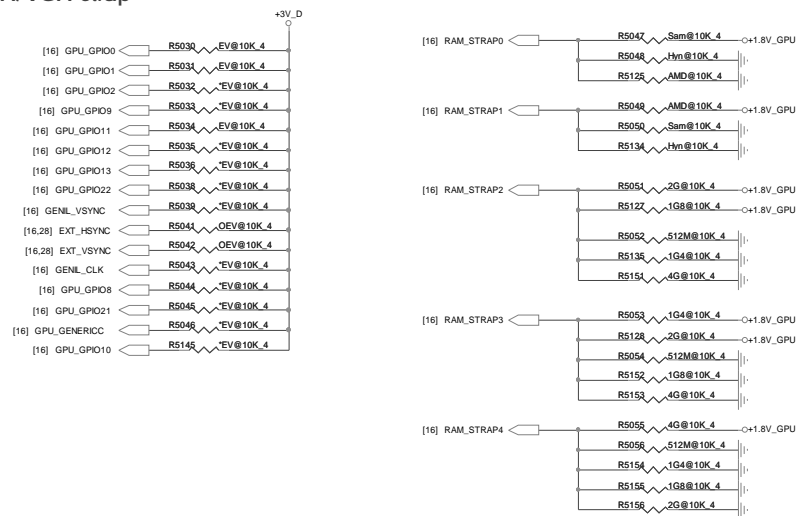 +3V_D
[16] GPU_GPIO0 R5030 EV@10K_4
[16] GPU_GPIO1 R5031 EV@10K_4
[16] GPU_GPIO2 R5032 *EV@10K_4
[16] GPU_GPIO9 R5033 *EV@10K_4
[16] GPU_GPIO11 R5034 EV@10K_4
[16] GPU_GPIO12 R5035 *EV@10K_4
[16] GPU_GPIO13 R5036 *EV@10K_4
[16] GPU_GPIO22 R5038 *EV@10K_4
[16] GENIL_VSYNC R5039 *EV@10K_4
[16,28] EXT_HSYNC R5041 OEV@10K_4
[16,28] EXT_VSYNC R5042 OEV@10K_4
[16] GENIL_CLK R5043 *EV@10K_4
[16] GPU_GPIO8 R5044 *EV@10K_4
[16] GPU_GPIO21 R5045 *EV@10K_4
[16] GPU_GENERICC R5046 *EV@10K_4
[16] GPU_GPIO10 R5145 *EV@10K_4
[16] RAM_STRAP0 R5047 Sam@10K_4 +1.8V_GPU
R5048 Hyn@10K_4
R5125 AMD@10K_4
[16] RAM_STRAP1 R5049 AMD@10K_4 +1.8V_GPU
R5050 Sam@10K_4
R5134 Hyn@10K_4
[16] RAM_STRAP2 R5051 2G@10K_4 +1.8V_GPU
R5127 1G8@10K_4 +1.8V_GPU
R5052 512M@10K_4
R5135 1G4@10K_4
R5151 4G@10K_4
[16] RAM_STRAP3 R5053 1G4@10K_4 +1.8V_GPU
R5128 2G@10K_4 +1.8V_GPU
R5054 512M@10K_4
R5152 1G8@10K_4
R5153 4G@10K_4
[16] RAM_STRAP4 R5055 4G@10K_4 +1.8V_GPU
R5056 512M@10K_4
R5154 1G4@10K_4
R5155 1G8@10K_4
R5156 2G@10K_4